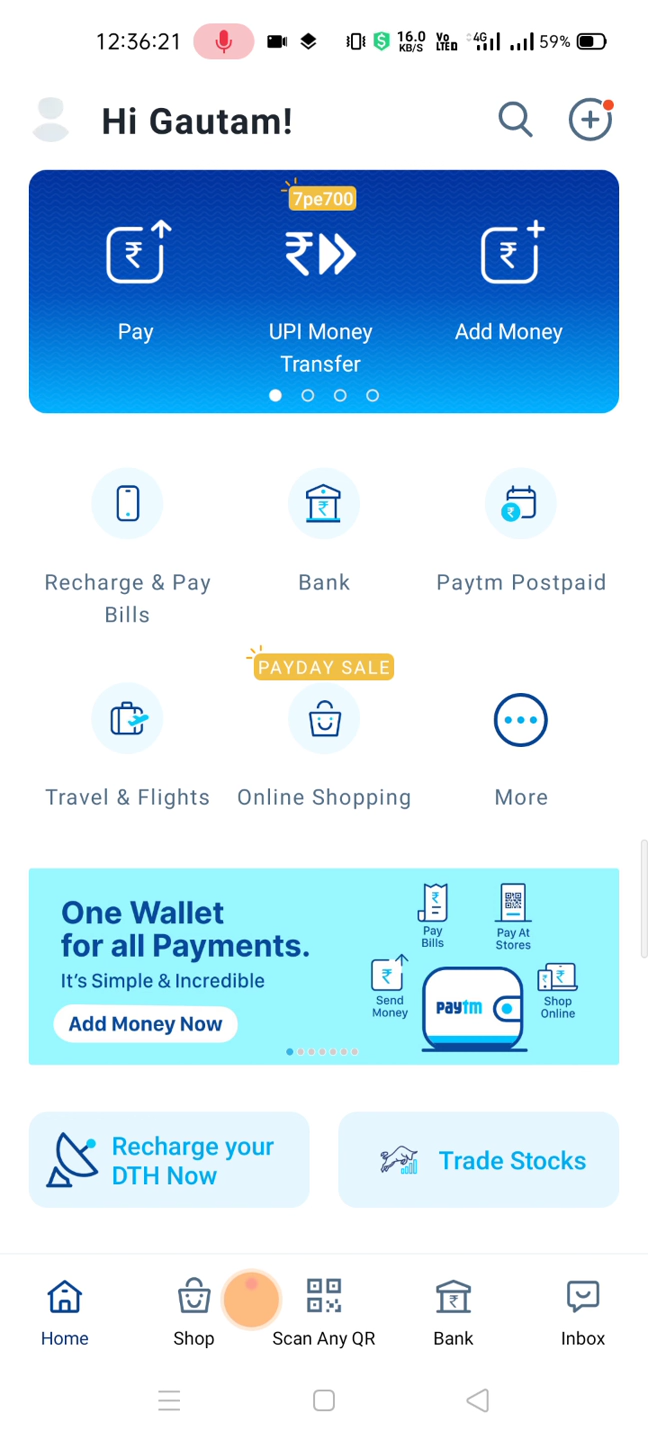 12:36:21
16.0
KB/S
Vo
LTE
4G
59%
Hi Gautam!
7pe700
Pay
UPI Money
Transfer
Add Money
Recharge & Pay
Bills
Bank
Paytm Postpaid
PAYDAY SALE
Travel & Flights
Online Shopping
More
One Wallet
for all Payments.
It's Simple & Incredible
Add Money Now
Pay
Bills
Pay At
Stores
Send
Money
paytm
Shop
Online
Recharge your
DTH Now
Trade Stocks
Home
Shop
Scan Any QR
Bank
Inbox